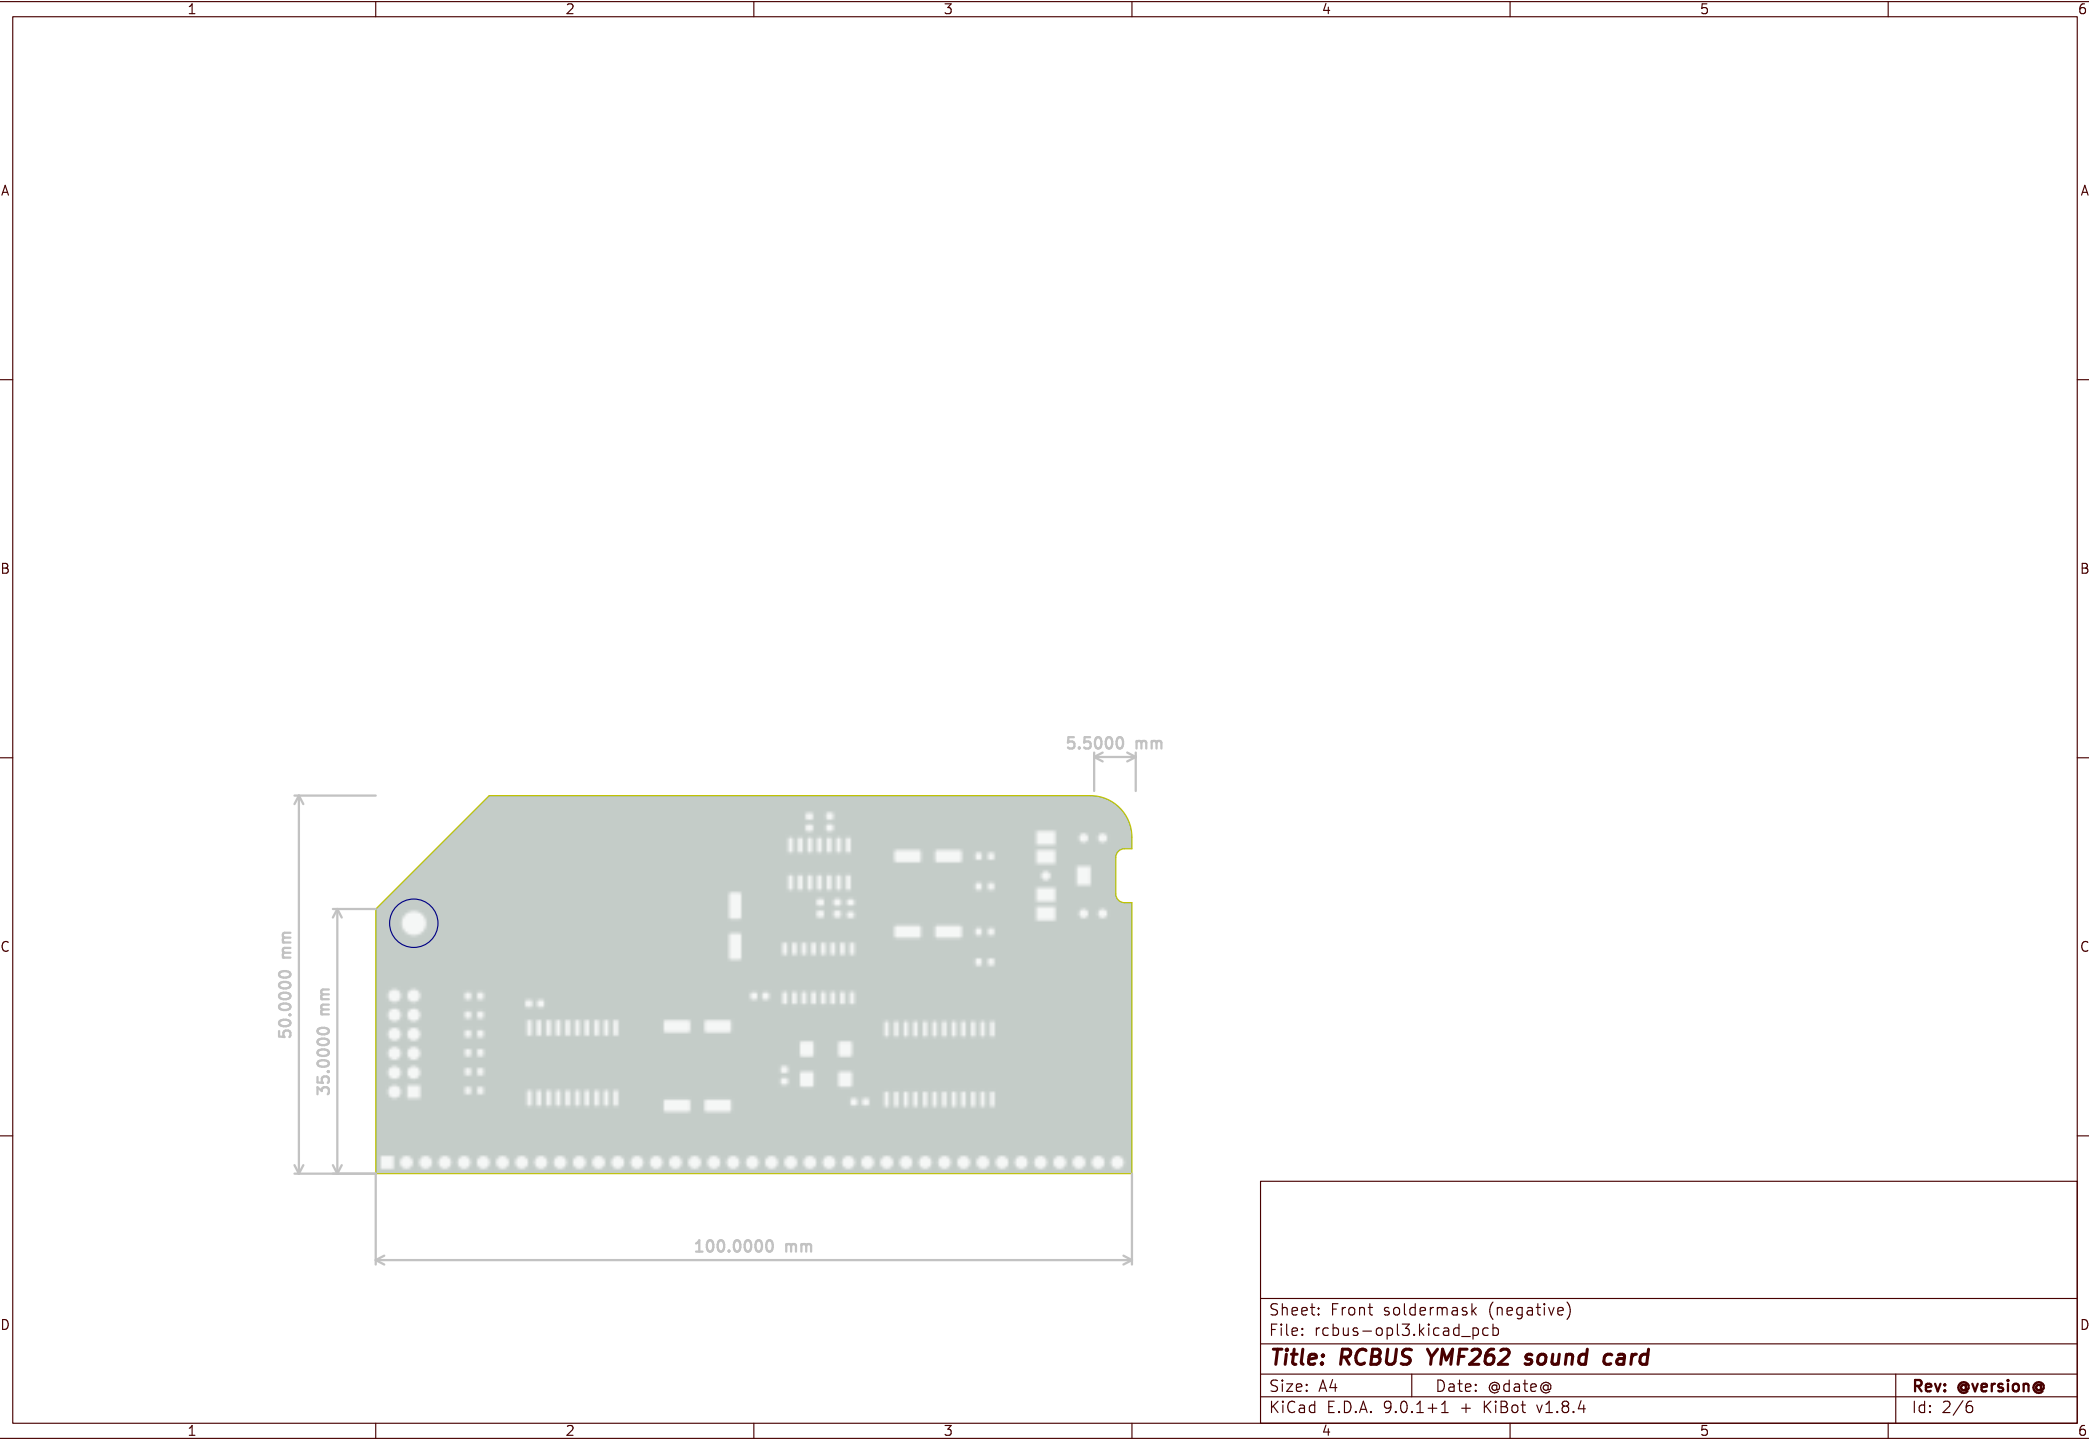 1 2 3 4 5 6
A A
B B
5.5000 mm
50.0000 mm
35.0000 mm
C C
100.0000 mm
Sheet: Front soldermask (negative)
File: rcbus-opl3.kicad_pcb
D D
Title: RCBUS YMF262 sound card
Size: A4 Date: @date@ Rev: @version@
KiCad E.D.A. 9.0.1+1 + KiBot v1.8.4 Id: 2/6
1 2 3 4 5 6